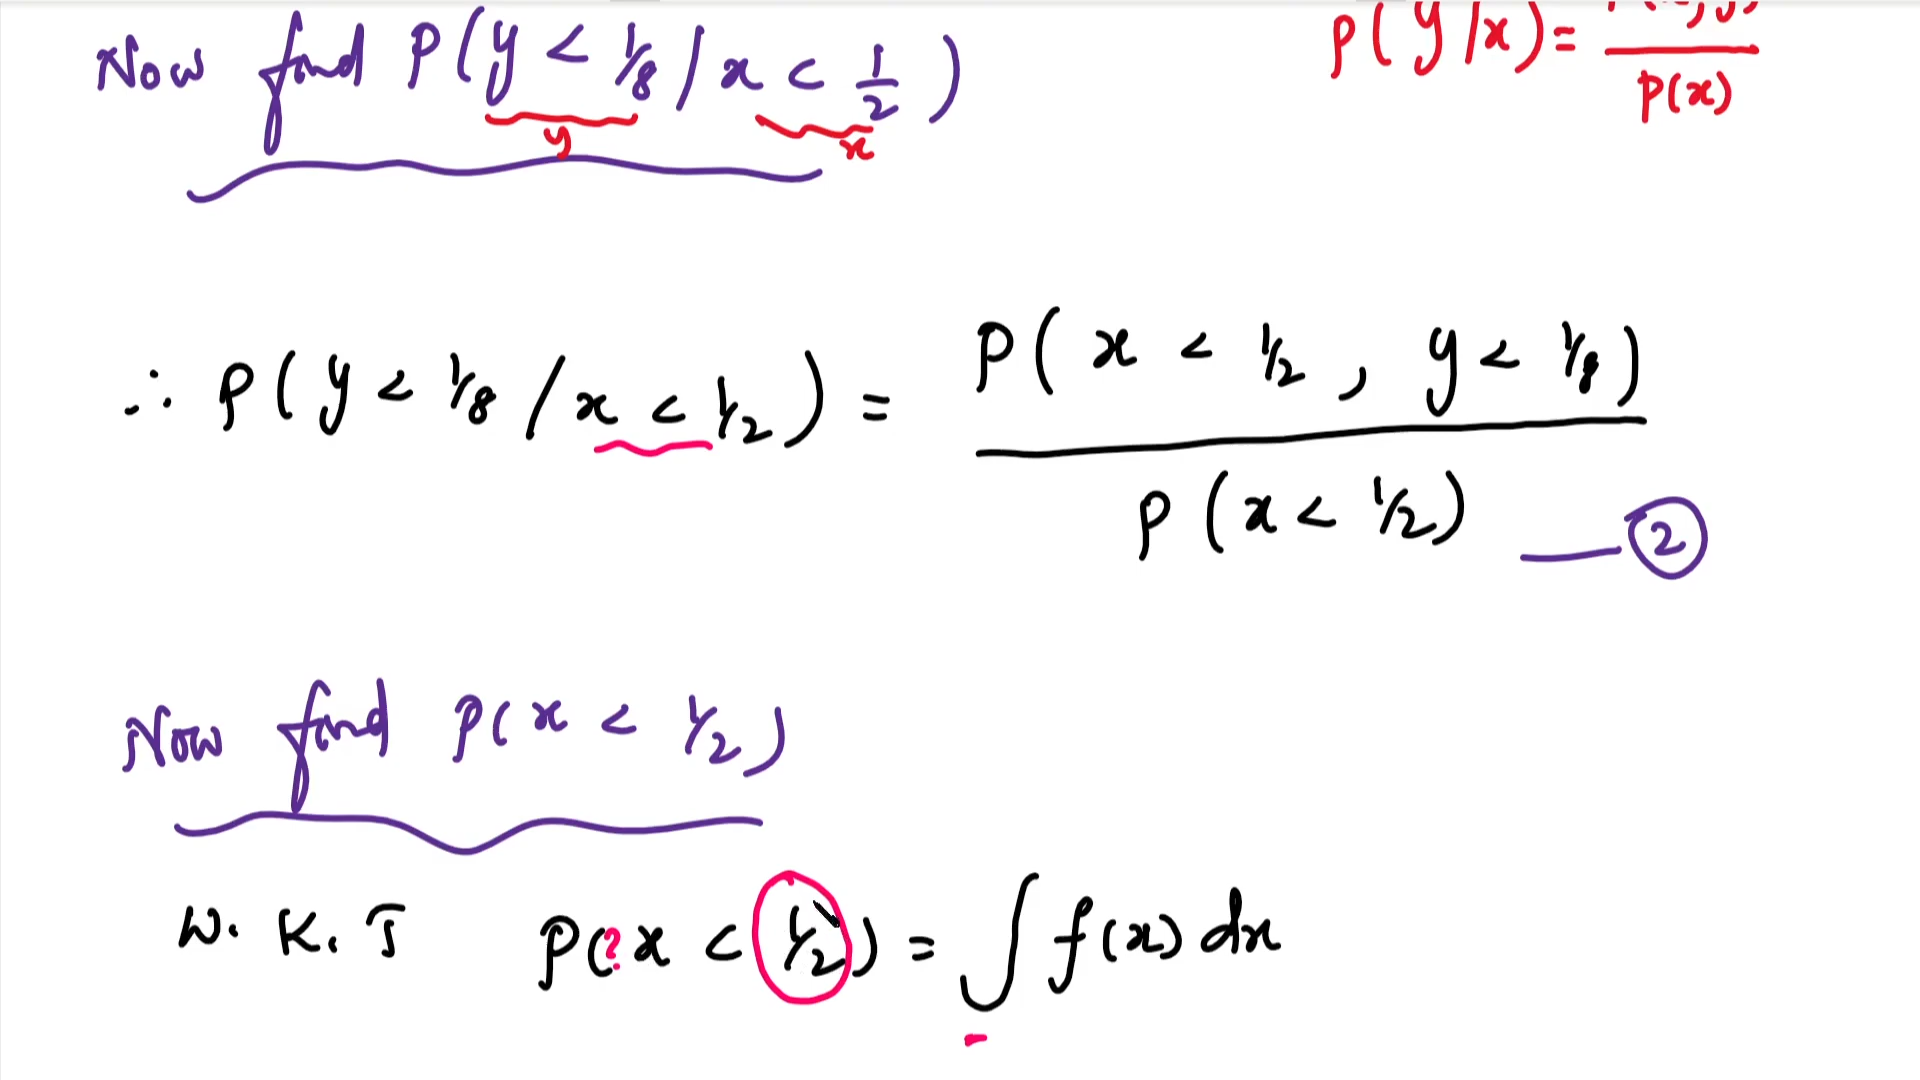 Now find P(y < 1/8 / x < 1/2)
y x
P(y/x) = P(x,y) / P(x)
∴ P(y < 1/8 / x < 1/2) = P(x < 1/2, y < 1/8) / P(x < 1/2) — 2
Now find P(x < 1/2)
W. K. T P(? x < 1/2) = ∫ f(x) dx